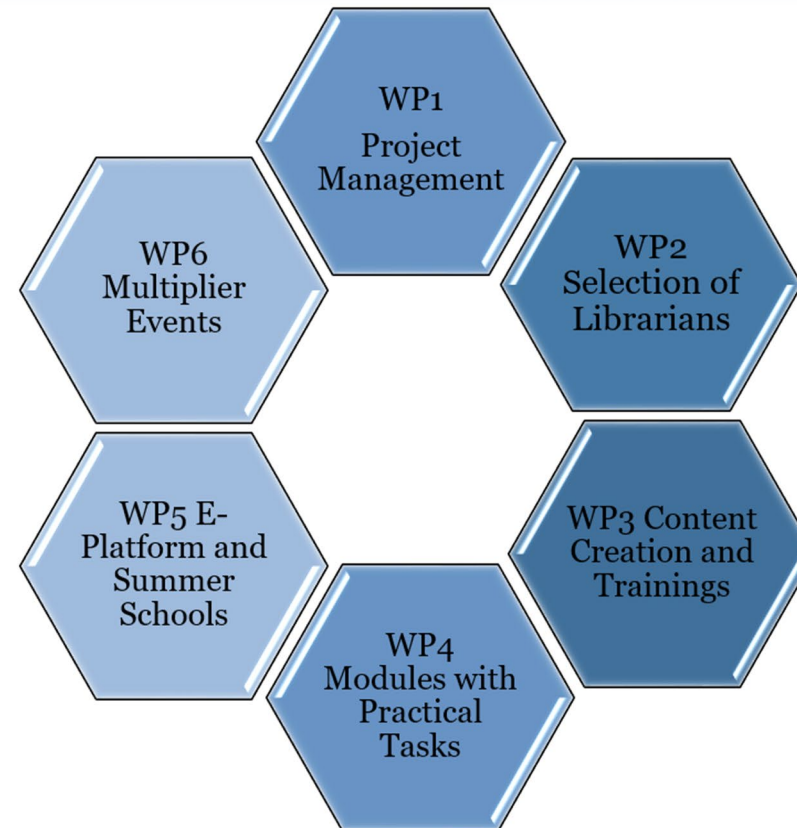 WP1
Project
Management
WP2
Selection of
Librarians
WP3 Content
Creation and
Trainings
WP4
Modules with
Practical
Tasks
WP5 E-
Platform and
Summer
Schools
WP6
Multiplier
Events